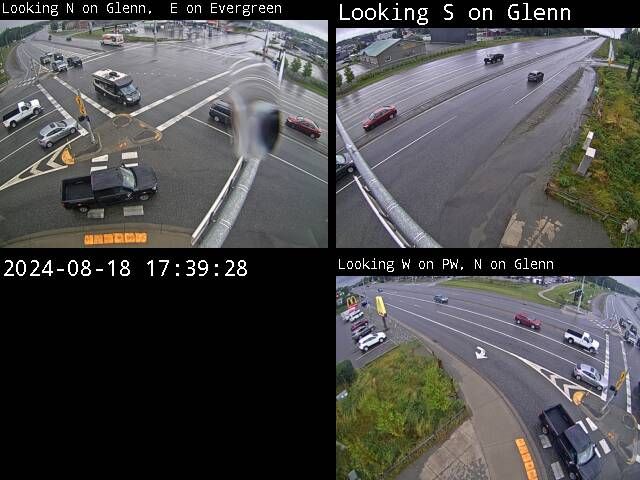 Looking N on Glenn,  E on Evergreen
Looking S on Glenn
2024-08-18 17:39:28
Looking W on PW, N on Glenn